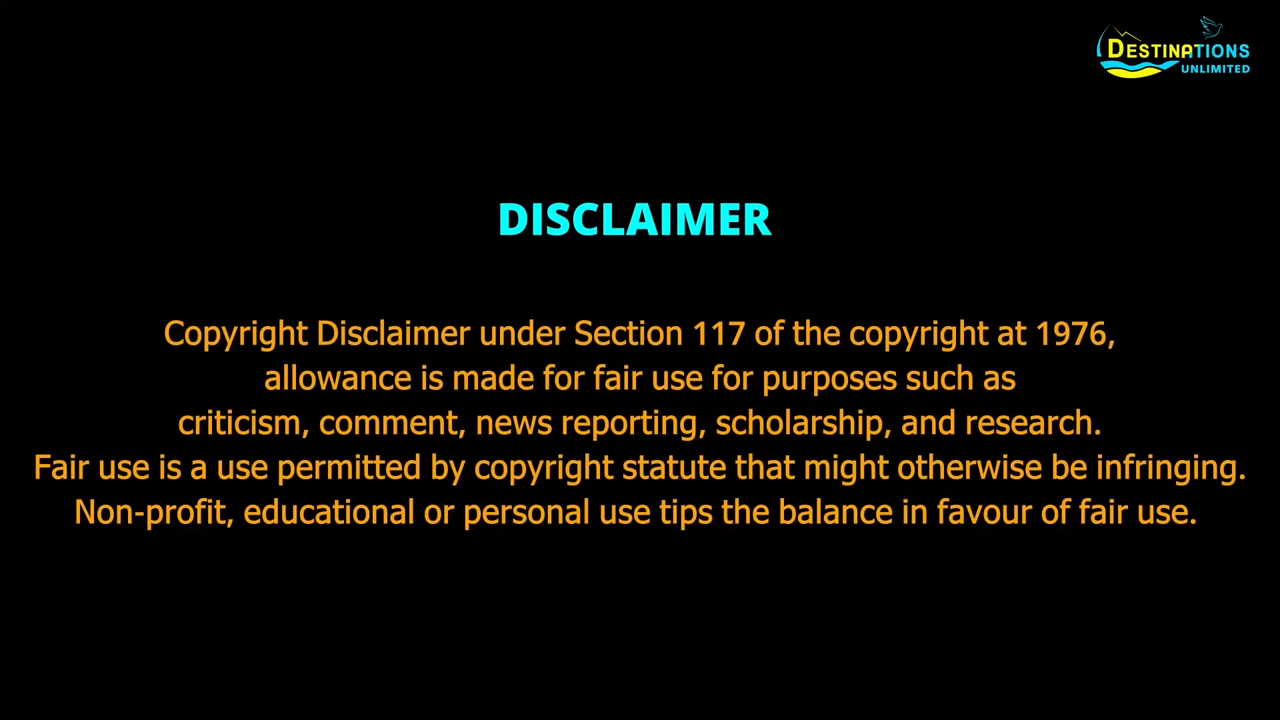 DESTINATIONS
UNLIMITED
DISCLAIMER
Copyright Disclaimer under Section 117 of the copyright at 1976,
allowance is made for fair use for purposes such as
criticism, comment, news reporting, scholarship, and research.
Fair use is a use permitted by copyright statute that might otherwise be infringing.
Non-profit, educational or personal use tips the balance in favour of fair use.